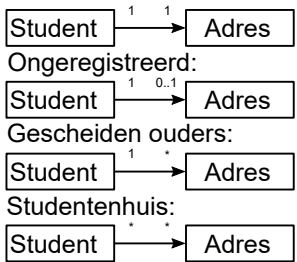 Student 1 1 Adres
Ongeregistreerd:
Student 1 0..1 Adres
Gescheiden ouders:
Student 1 * Adres
Studentenhuis:
Student * * Adres